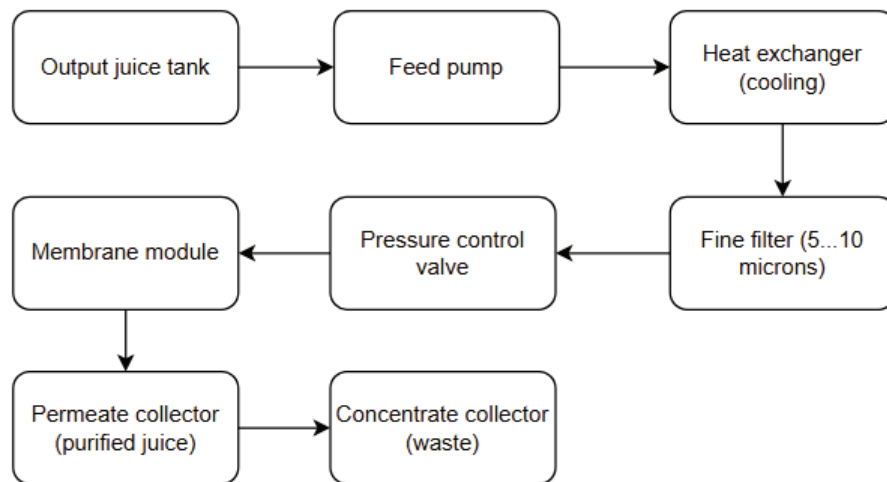 Output juice tank
Feed pump
Heat exchanger
(cooling)
Fine filter (5...10
microns)
Pressure control
valve
Membrane module
Permeate collector
(purified juice)
Concentrate collector
(waste)